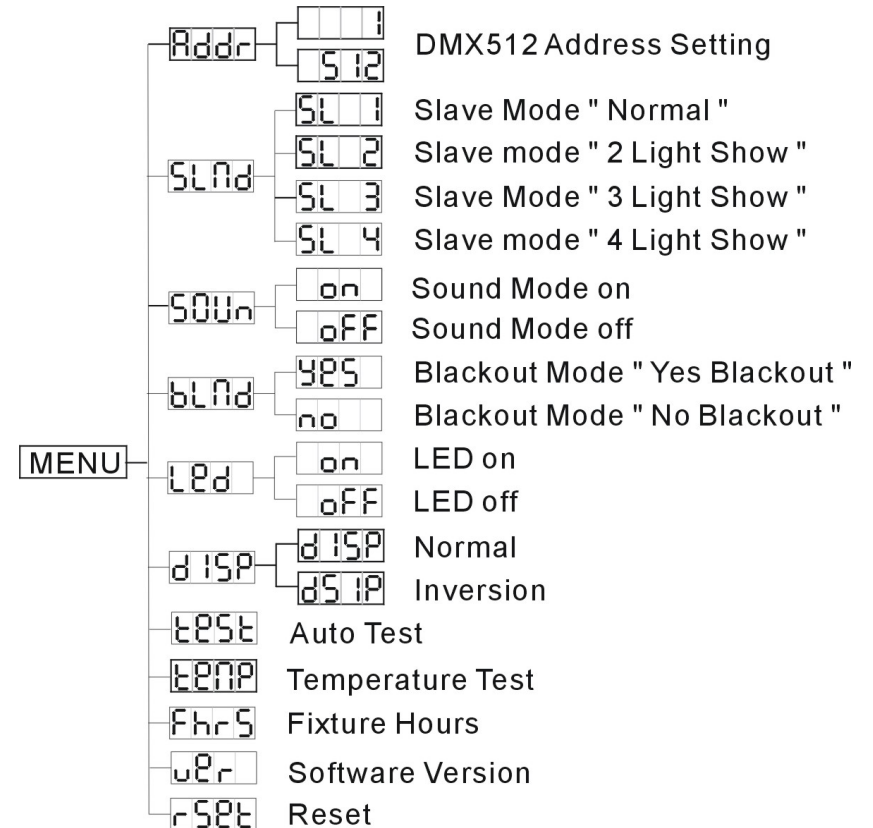 1
Addr DMX512 Address Setting
512
SL 1 Slave Mode " Normal "
SL 2 Slave mode " 2 Light Show "
SLMd
SL 3 Slave Mode " 3 Light Show "
SL 4 Slave mode " 4 Light Show "
on Sound Mode on
SOUn
oFF Sound Mode off
yes Blackout Mode " Yes Blackout "
bLMd
no Blackout Mode " No Blackout "
MENU
on LED on
Led
oFF LED off
dISP Normal
dISP
dSIP Inversion
test Auto Test
teMP Temperature Test
FhrS Fixture Hours
ver Software Version
rSet Reset